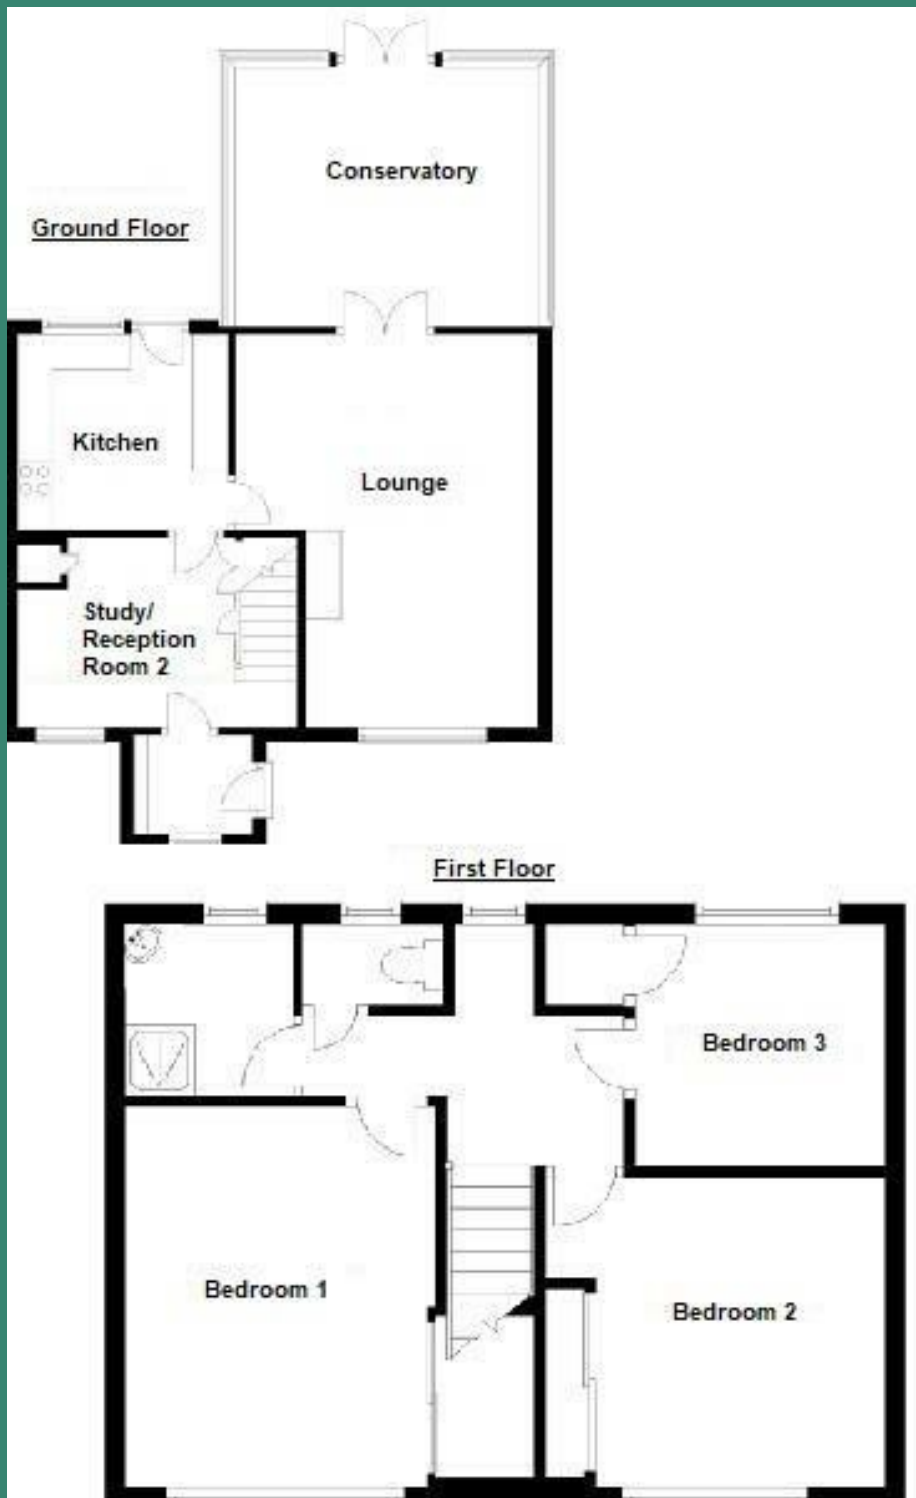 Conservatory
Ground Floor
Kitchen
Lounge
Study/
Reception
Room 2
First Floor
Bedroom 3
Bedroom 1
Bedroom 2